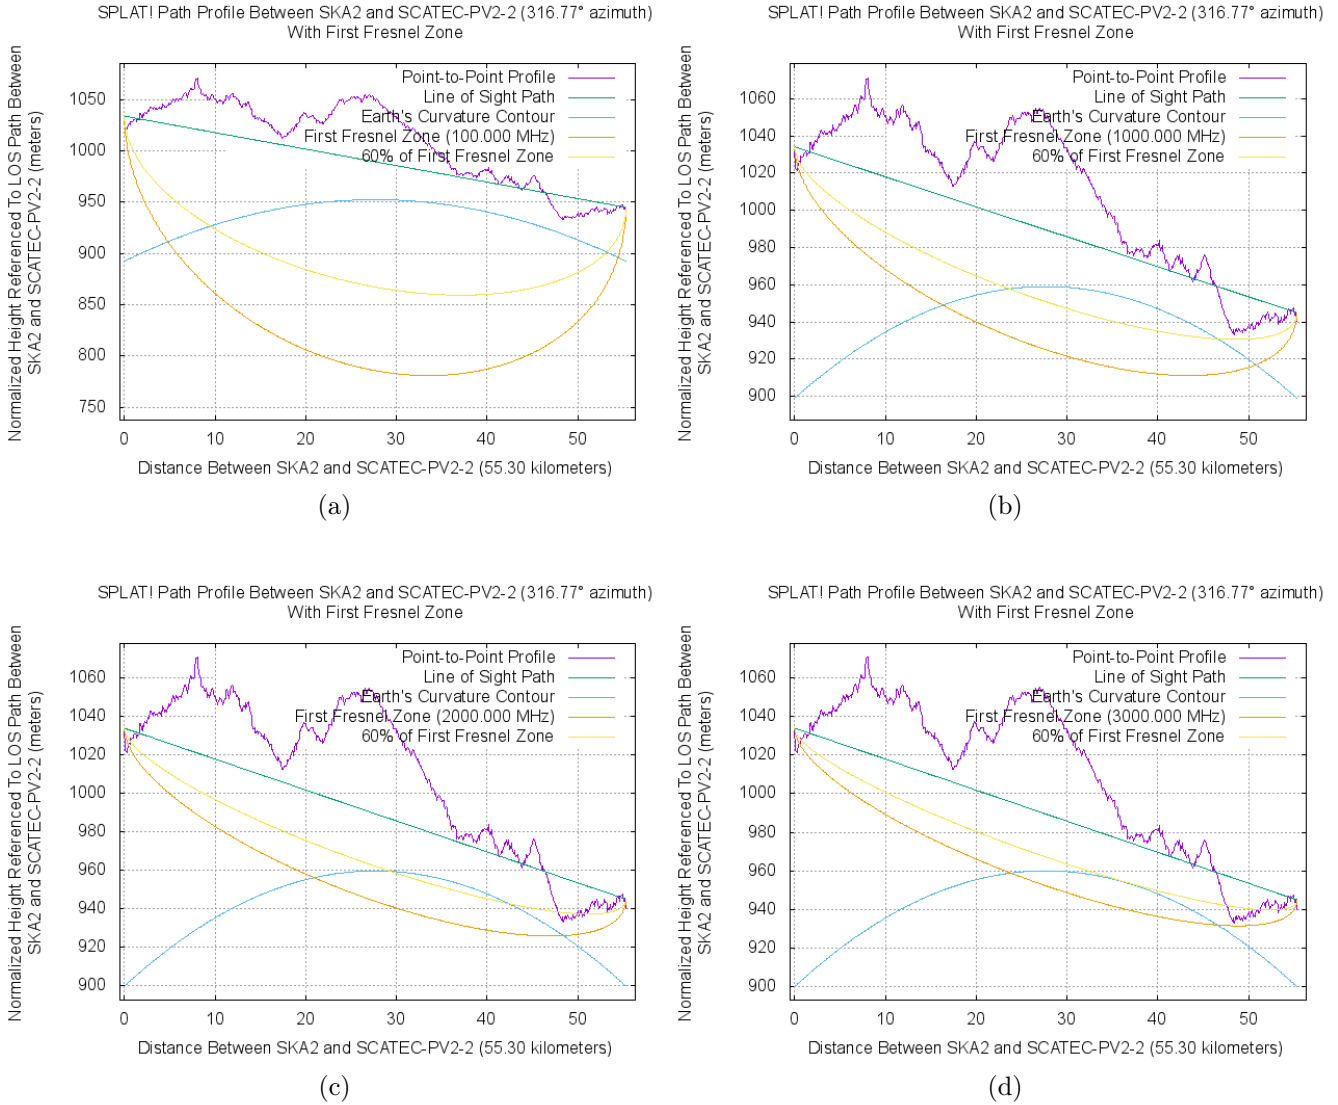 SPLAT! Path Profile Between SKA2 and SCATEC-PV2-2 (316.77° azimuth)
With First Fresnel Zone
Normalized Height Referenced To LOS Path Between
SKA2 and SCATEC-PV2-2 (meters)
Point-to-Point Profile
Line of Sight Path
Earth's Curvature Contour
First Fresnel Zone (100.000 MHz)
60% of First Fresnel Zone
1050
1000
950
900
850
800
750
0 10 20 30 40 50
Distance Between SKA2 and SCATEC-PV2-2 (55.30 kilometers)
(a)
SPLAT! Path Profile Between SKA2 and SCATEC-PV2-2 (316.77° azimuth)
With First Fresnel Zone
Normalized Height Referenced To LOS Path Between
SKA2 and SCATEC-PV2-2 (meters)
Point-to-Point Profile
Line of Sight Path
Earth's Curvature Contour
First Fresnel Zone (1000.000 MHz)
60% of First Fresnel Zone
1060
1040
1020
1000
980
960
940
920
900
0 10 20 30 40 50
Distance Between SKA2 and SCATEC-PV2-2 (55.30 kilometers)
(b)
SPLAT! Path Profile Between SKA2 and SCATEC-PV2-2 (316.77° azimuth)
With First Fresnel Zone
Normalized Height Referenced To LOS Path Between
SKA2 and SCATEC-PV2-2 (meters)
Point-to-Point Profile
Line of Sight Path
Earth's Curvature Contour
First Fresnel Zone (2000.000 MHz)
60% of First Fresnel Zone
1060
1040
1020
1000
980
960
940
920
900
0 10 20 30 40 50
Distance Between SKA2 and SCATEC-PV2-2 (55.30 kilometers)
(c)
SPLAT! Path Profile Between SKA2 and SCATEC-PV2-2 (316.77° azimuth)
With First Fresnel Zone
Normalized Height Referenced To LOS Path Between
SKA2 and SCATEC-PV2-2 (meters)
Point-to-Point Profile
Line of Sight Path
Earth's Curvature Contour
First Fresnel Zone (3000.000 MHz)
60% of First Fresnel Zone
1060
1040
1020
1000
980
960
940
920
900
0 10 20 30 40 50
Distance Between SKA2 and SCATEC-PV2-2 (55.30 kilometers)
(d)